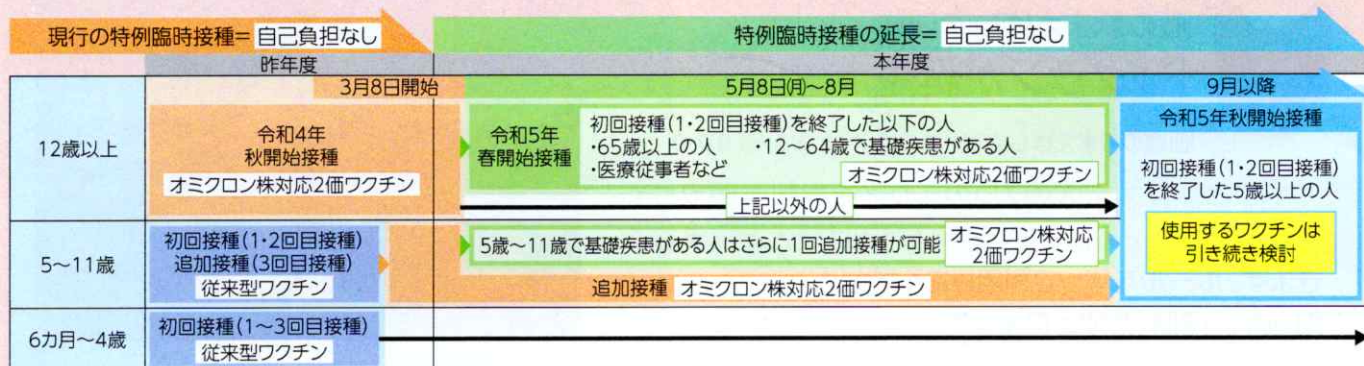 現行の特例臨時接種= 自己負担なし
特例臨時接種の延長= 自己負担なし
昨年度
本年度
3月8日開始
5月8日(月)～8月
9月以降
12歳以上
令和4年
秋開始接種
オミクロン株対応2価ワクチン
令和5年
春開始接種
初回接種(1・2回目接種)を終了した以下の人
・65歳以上の人 ・12～64歳で基礎疾患がある人
・医療従事者など
オミクロン株対応2価ワクチン
上記以外の人
令和5年秋開始接種
初回接種(1・2回目接種)
を終了した5歳以上の人
使用するワクチンは
引き続き検討
5～11歳
初回接種(1・2回目接種)
追加接種(3回目接種)
従来型ワクチン
5歳～11歳で基礎疾患がある人はさらに1回追加接種が可能
オミクロン株対応
2価ワクチン
追加接種 オミクロン株対応2価ワクチン
6カ月～4歳
初回接種(1～3回目接種)
従来型ワクチン